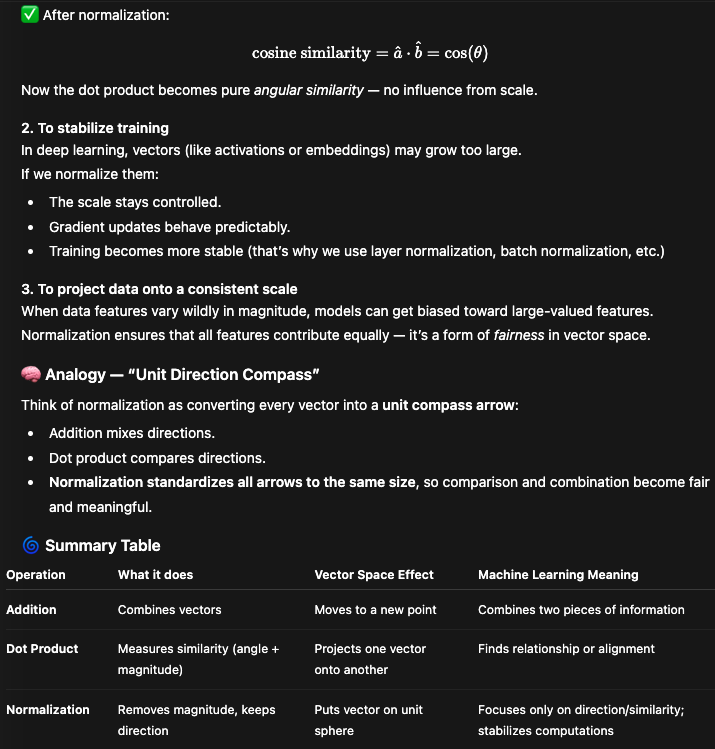 ✅ After normalization:
cosine similarity = â · b̂ = cos(θ)
Now the dot product becomes pure angular similarity — no influence from scale.
2. To stabilize training
In deep learning, vectors (like activations or embeddings) may grow too large.
If we normalize them:
• The scale stays controlled.
• Gradient updates behave predictably.
• Training becomes more stable (that’s why we use layer normalization, batch normalization, etc.)
3. To project data onto a consistent scale
When data features vary wildly in magnitude, models can get biased toward large-valued features.
Normalization ensures that all features contribute equally — it’s a form of fairness in vector space.
🧠 Analogy — “Unit Direction Compass”
Think of normalization as converting every vector into a unit compass arrow:
• Addition mixes directions.
• Dot product compares directions.
• Normalization standardizes all arrows to the same size, so comparison and combination become fair
and meaningful.
🌀 Summary Table
Operation What it does Vector Space Effect Machine Learning Meaning
Addition Combines vectors Moves to a new point Combines two pieces of information
Dot Product Measures similarity (angle + Projects one vector Finds relationship or alignment
magnitude) onto another
Normalization Removes magnitude, keeps Puts vector on unit Focuses only on direction/similarity;
direction sphere stabilizes computations